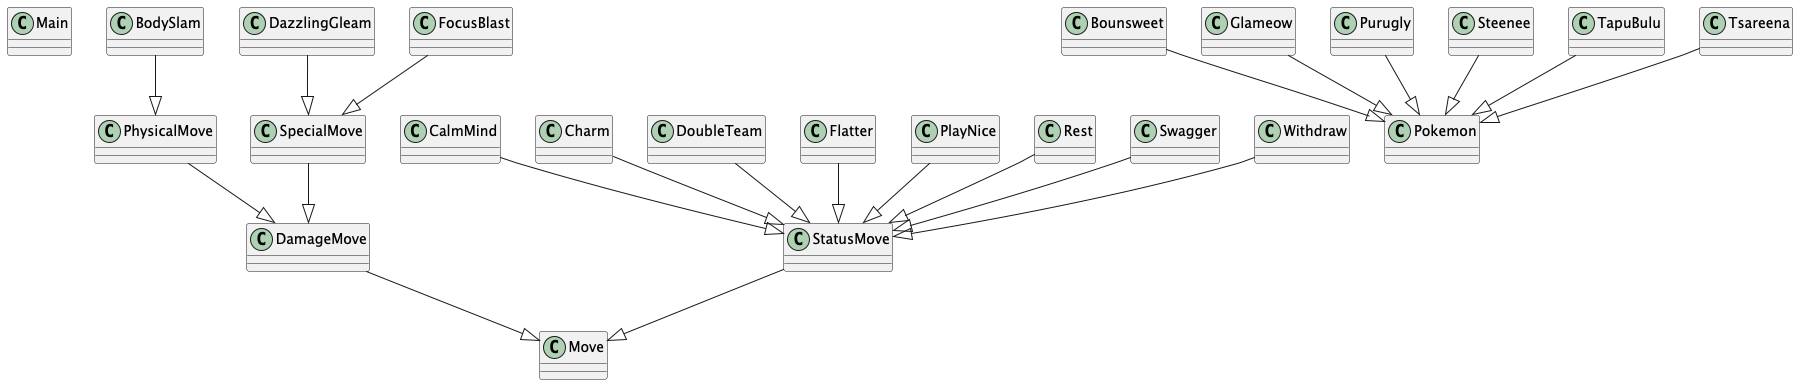 C Main
C BodySlam
C DazzlingGleam
C FocusBlast
C Bounsweet
C Glameow
C Purugly
C Steenee
C TapuBulu
C Tsareena
C PhysicalMove
C SpecialMove
C CalmMind
C Charm
C DoubleTeam
C Flatter
C PlayNice
C Rest
C Swagger
C Withdraw
C Pokemon
C DamageMove
C StatusMove
C Move